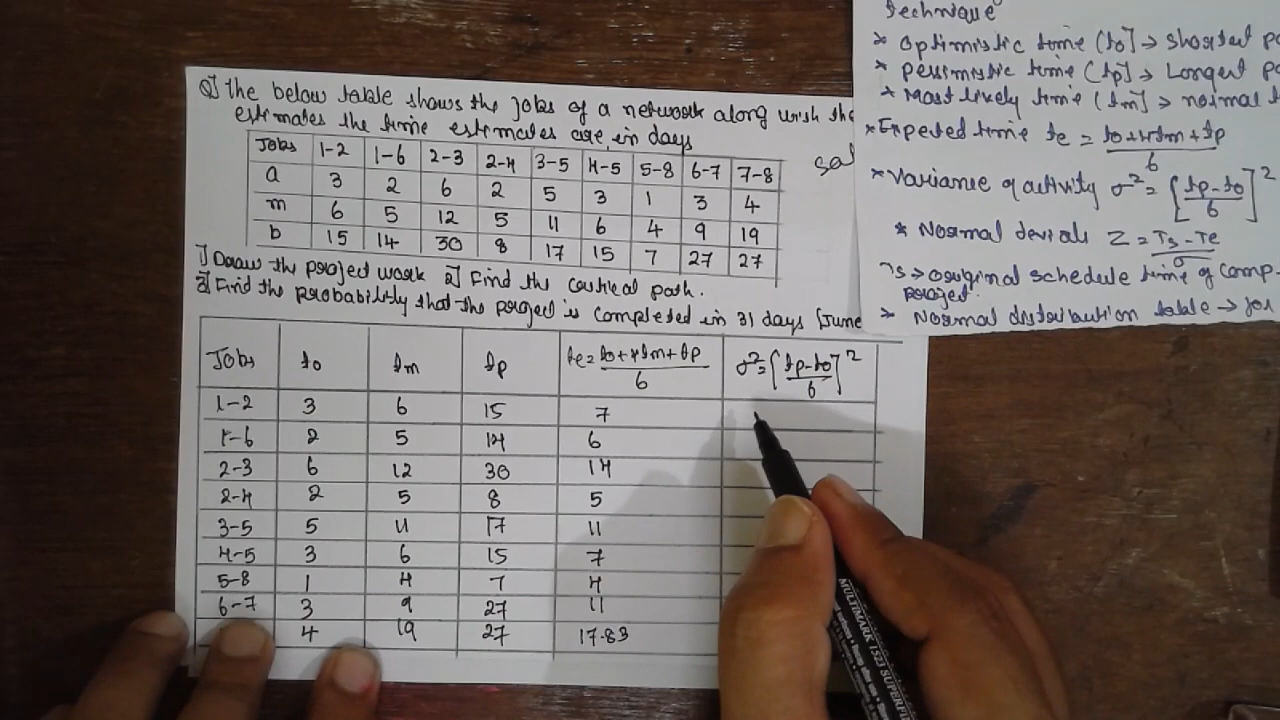 Q] The below table shows the jobs of a network along with the
estimates the time estimates are in days
Jobs 1-2 1-6 2-3 2-4 3-5 4-5 5-8 6-7 7-8
a 3 2 6 2 5 3 1 3 4
m 6 5 12 5 11 6 4 9 19
b 15 14 30 8 17 15 7 27 27
1] Draw the project work 2] Find the critical path.
3] Find the probability that the project is completed in 31 days [June
Jobs to tm tp te = to+4tm+tp / 6 σ² = [tp-to / 6]²
1-2 3 6 15 7
1-6 2 5 14 6
2-3 6 12 30 14
2-4 2 5 8 5
3-5 5 11 17 11
4-5 3 6 15 7
5-8 1 4 7 4
6-7 3 9 27 11
4 19 27 17.83
technique
* Optimistic time (to] → shortest
* pessimistic time (tp] → Longest
* Most likely time (tm] → normal
* Expected time te = to+4tm+tp / 6
* Variance of activity σ² = [tp-to / 6]²
* Normal deviate Z = Ts - Te / σ
Ts → original schedule time of comp-
project.
* Normal distribution table → for
MULTIMARK 1523 SUPERFI